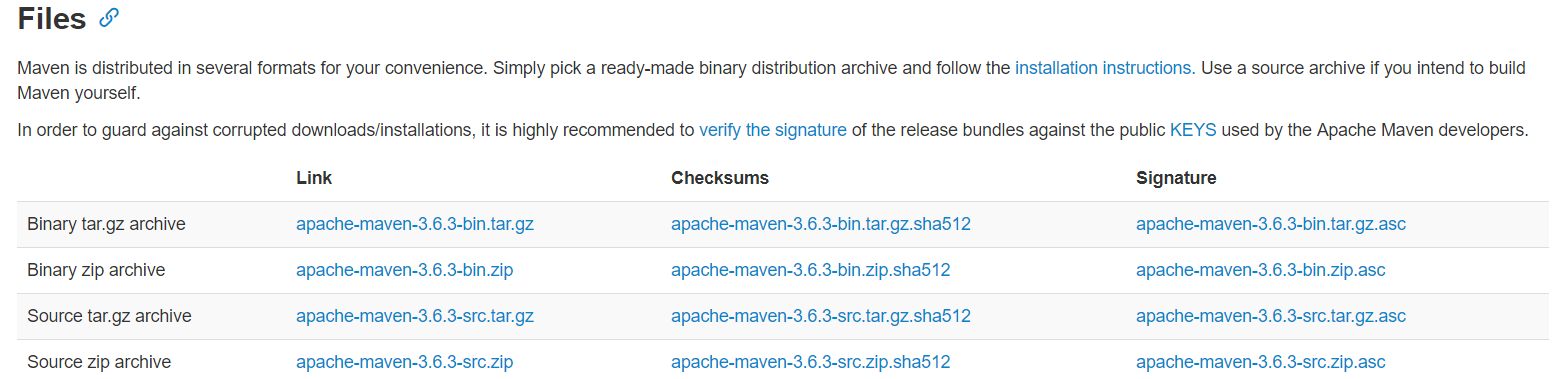 Files
Maven is distributed in several formats for your convenience. Simply pick a ready-made binary distribution archive and follow the installation instructions. Use a source archive if you intend to build
Maven yourself.
In order to guard against corrupted downloads/installations, it is highly recommended to verify the signature of the release bundles against the public KEYS used by the Apache Maven developers.
Link Checksums Signature
Binary tar.gz archive apache-maven-3.6.3-bin.tar.gz apache-maven-3.6.3-bin.tar.gz.sha512 apache-maven-3.6.3-bin.tar.gz.asc
Binary zip archive apache-maven-3.6.3-bin.zip apache-maven-3.6.3-bin.zip.sha512 apache-maven-3.6.3-bin.zip.asc
Source tar.gz archive apache-maven-3.6.3-src.tar.gz apache-maven-3.6.3-src.tar.gz.sha512 apache-maven-3.6.3-src.tar.gz.asc
Source zip archive apache-maven-3.6.3-src.zip apache-maven-3.6.3-src.zip.sha512 apache-maven-3.6.3-src.zip.asc